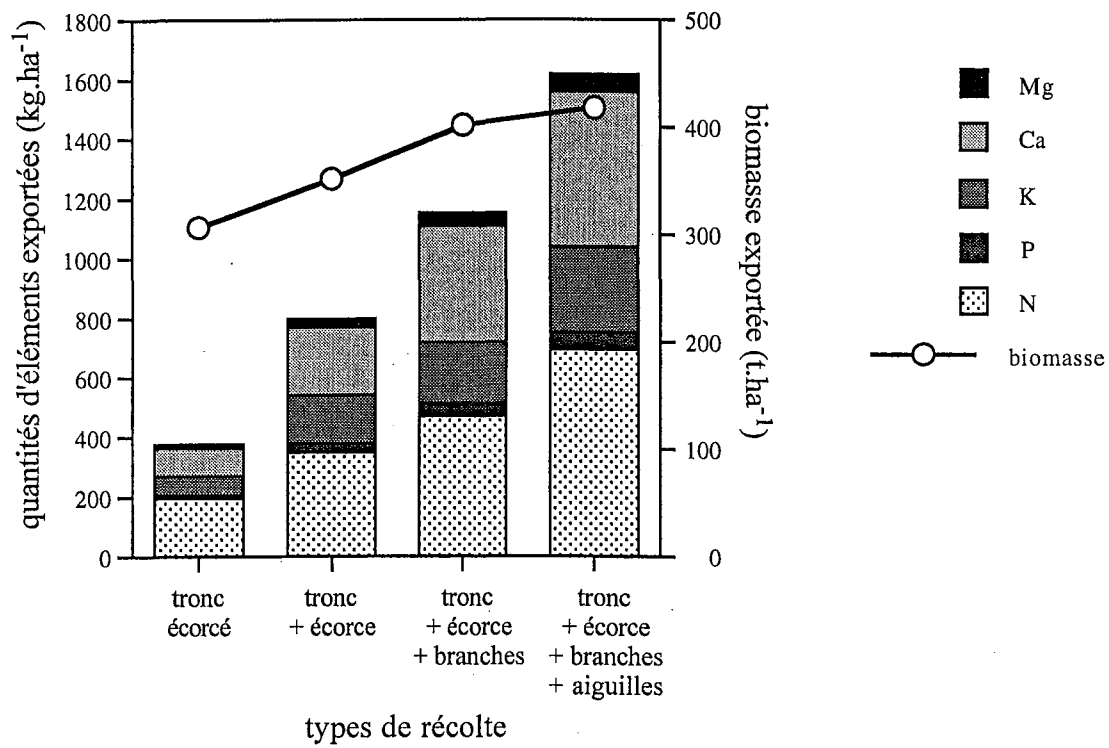 quantités d'éléments exportées (kg.ha⁻¹)
1800
1600
1400
1200
1000
800
600
400
200
0
500
400
300
200
100
0
biomasse exportée (t.ha⁻¹)
tronc
écorcé
tronc
+ écorce
tronc
+ écorce
+ branches
tronc
+ écorce
+ branches
+ aiguilles
types de récolte
Mg
Ca
K
P
N
biomasse